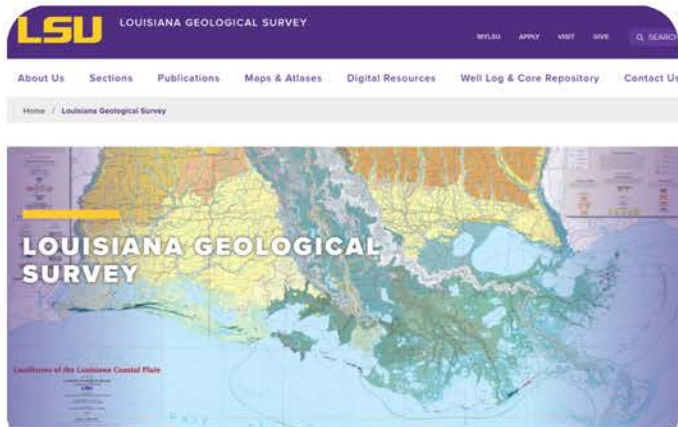 LSU LOUISIANA GEOLOGICAL SURVEY
MYLSU APPLY VISIT GIVE SEARCH
About Us Sections Publications Maps & Atlases Digital Resources Well Log & Core Repository Contact Us
Home / Louisiana Geological Survey
LOUISIANA GEOLOGICAL
SURVEY
Landforms of the Louisiana Coastal Plain
LSU